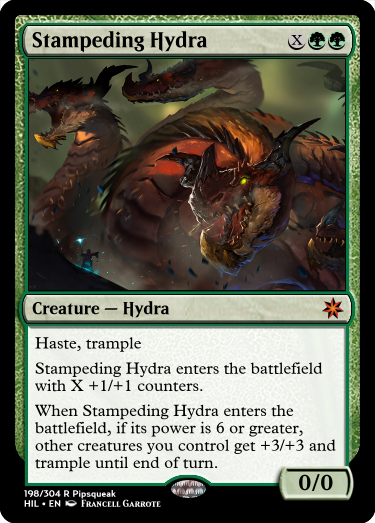 Stampeding Hydra X
Creature — Hydra
Haste, trample
Stampeding Hydra enters the battlefield
with X +1/+1 counters.
When Stampeding Hydra enters the
battlefield, if its power is 6 or greater,
other creatures you control get +3/+3 and
trample until end of turn.
0/0
198/304 R Pipsqueak
HIL • EN Francell Garrote